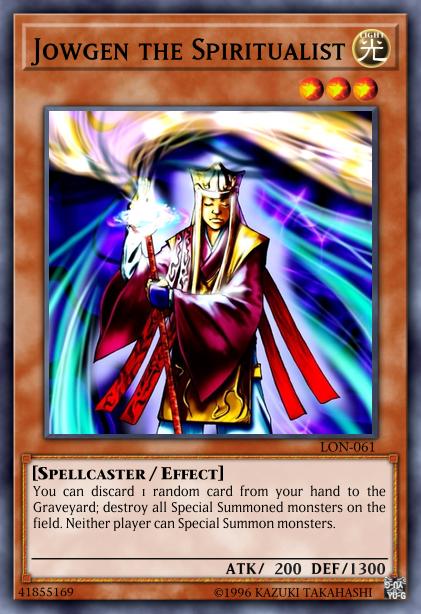 Jowgen the Spiritualist
LIGHT
光
LON-061
[Spellcaster / Effect]
You can discard 1 random card from your hand to the
Graveyard; destroy all Special Summoned monsters on the
field. Neither player can Special Summon monsters.
ATK/ 200 DEF/1300
41855169
©1996 KAZUKI TAKAHASHI